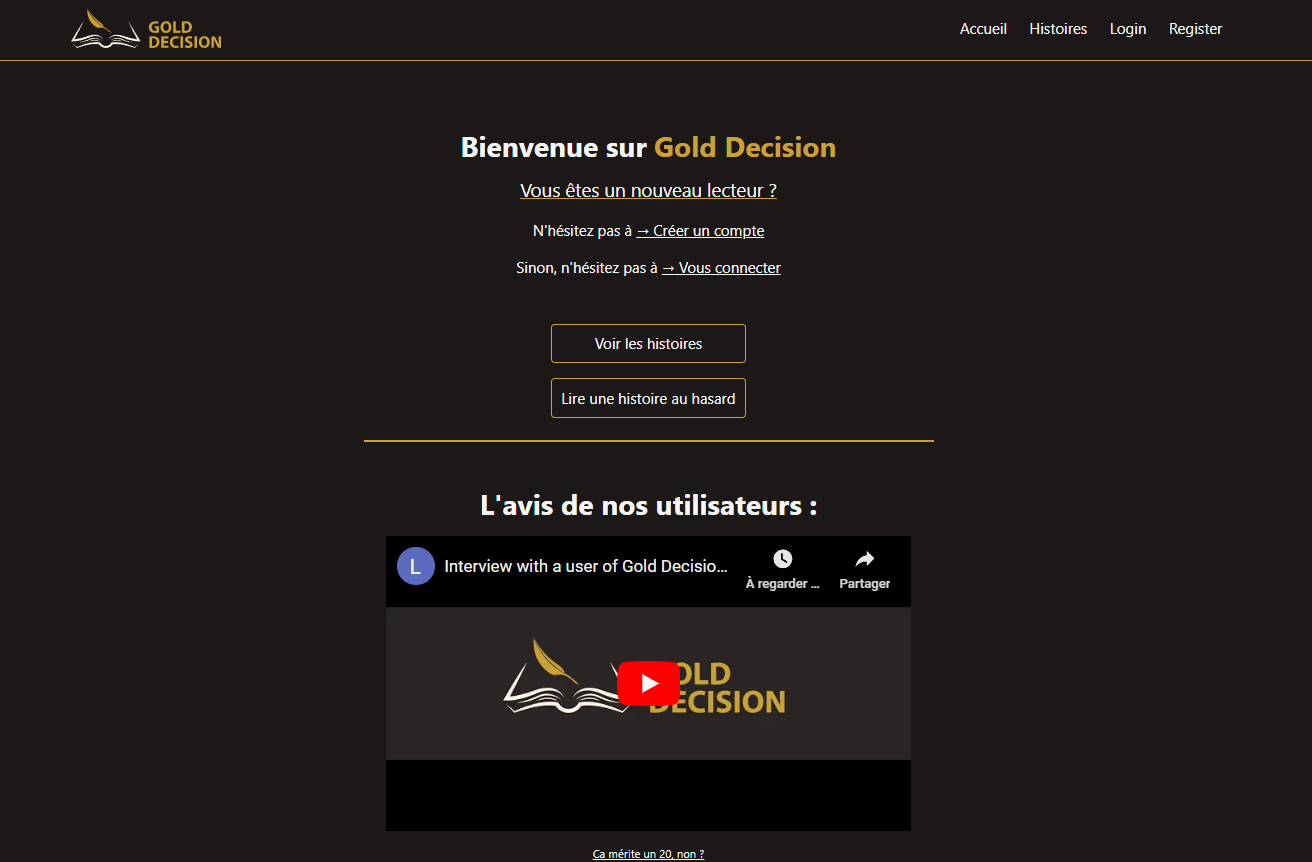 GOLD
DECISION
Accueil Histoires Login Register
Bienvenue sur Gold Decision
Vous êtes un nouveau lecteur ?
N'hésitez pas à → Créer un compte
Sinon, n'hésitez pas à → Vous connecter
Voir les histoires
Lire une histoire au hasard
L'avis de nos utilisateurs :
L Interview with a user of Gold Decisio...
À regarder ... Partager
GOLD
DECISION
Ca mérite un 20, non ?